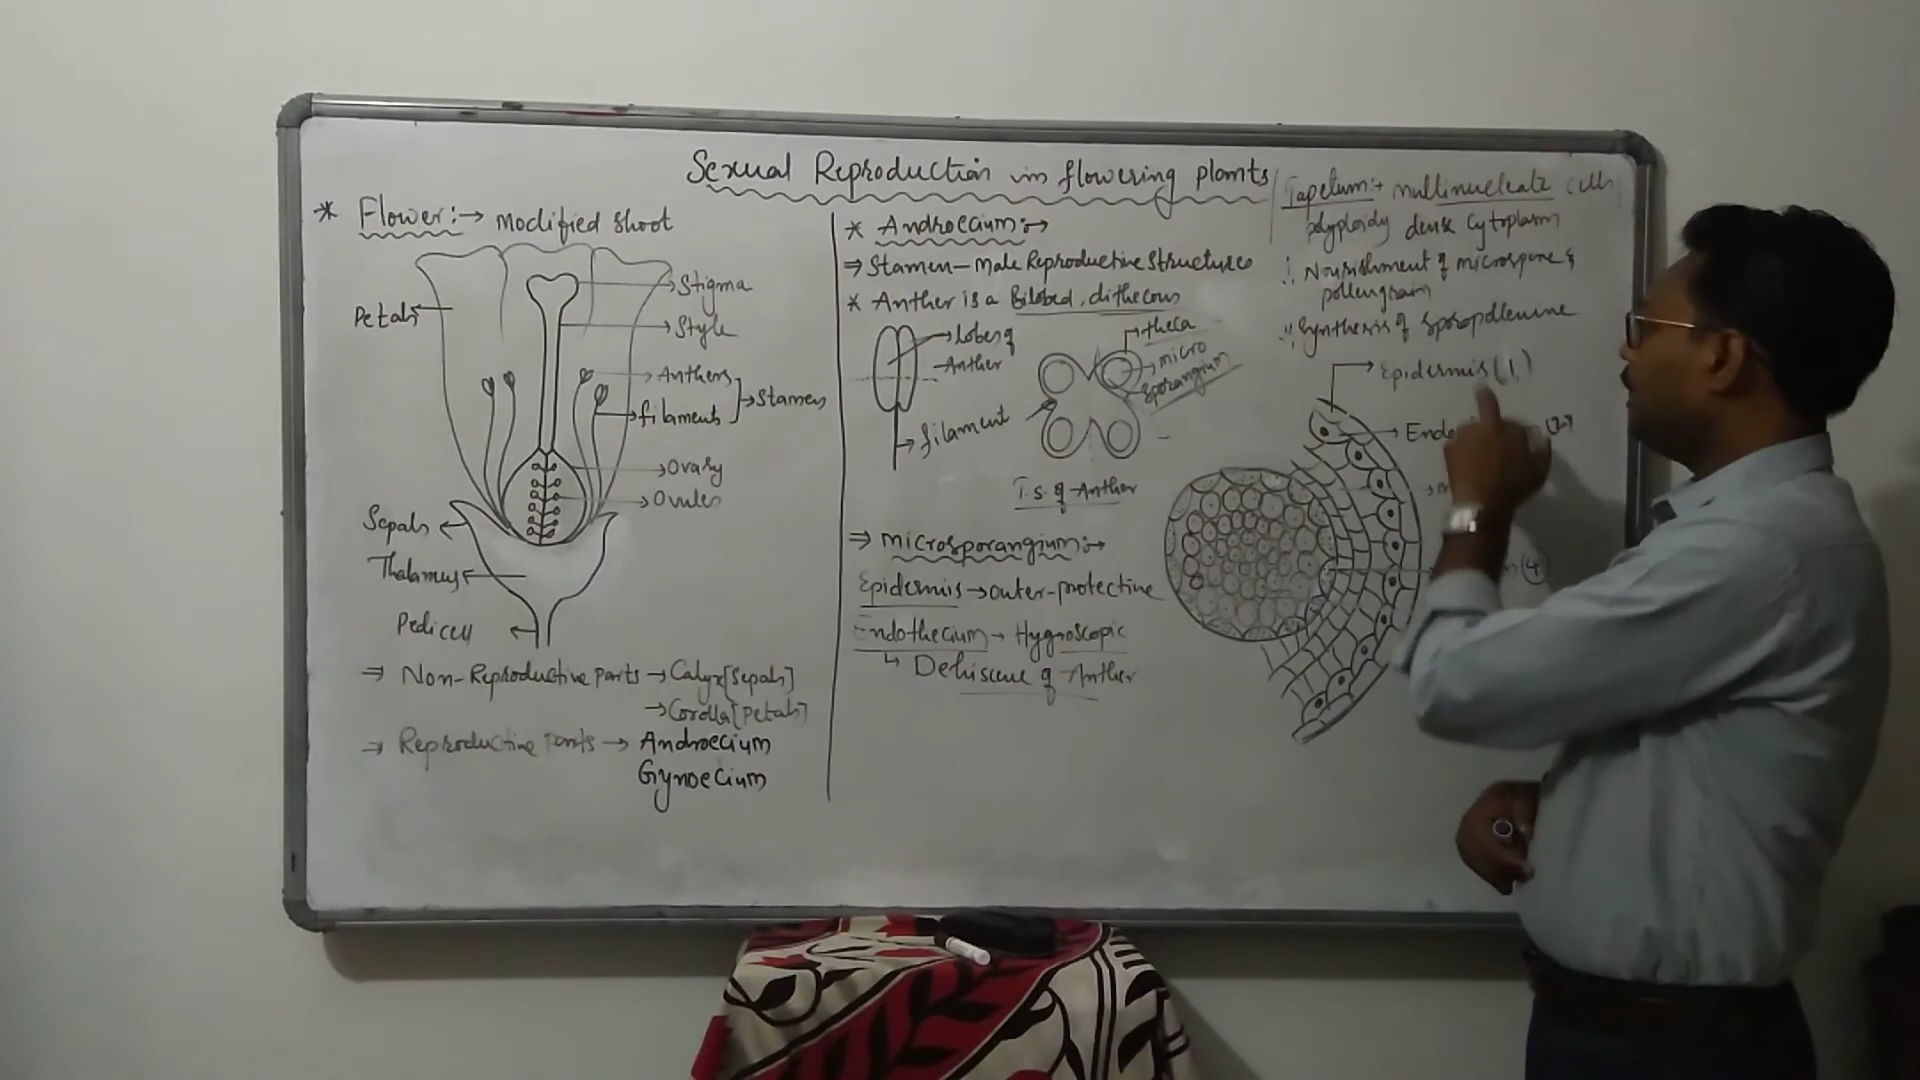 Sexual Reproduction in flowering plants
* Flower:→ Modified Shoot
Petals
Stigma
Style
Anthers
filaments
Stamens
Ovary
Ovules
Sepals
Thalamus
Pedicell
⇒ Non-Reproductive Parts → Calyx[Sepals]
→ Corolla[Petals]
⇒ Reproductive Parts → Androecium
Gynoecium
* Androecium:→
⇒ Stamen – Male Reproductive Structure
* Anther is a Bilobed, dithecous
Lobes of
Anther
filament
theca
micro
sporangium
T.S. of Anther
⇒ microsporangium:→
Epidermis → outer-protective
Endothecium → Hygroscopic
↳ Dehiscene of Anther
Tapetum:→ multinucleate cells
polyploidy dense cytoplasm
Nourishment of microspore &
pollengrain
Synthesis of Sporopollenine
Epidermis (1)
(2)
(4)